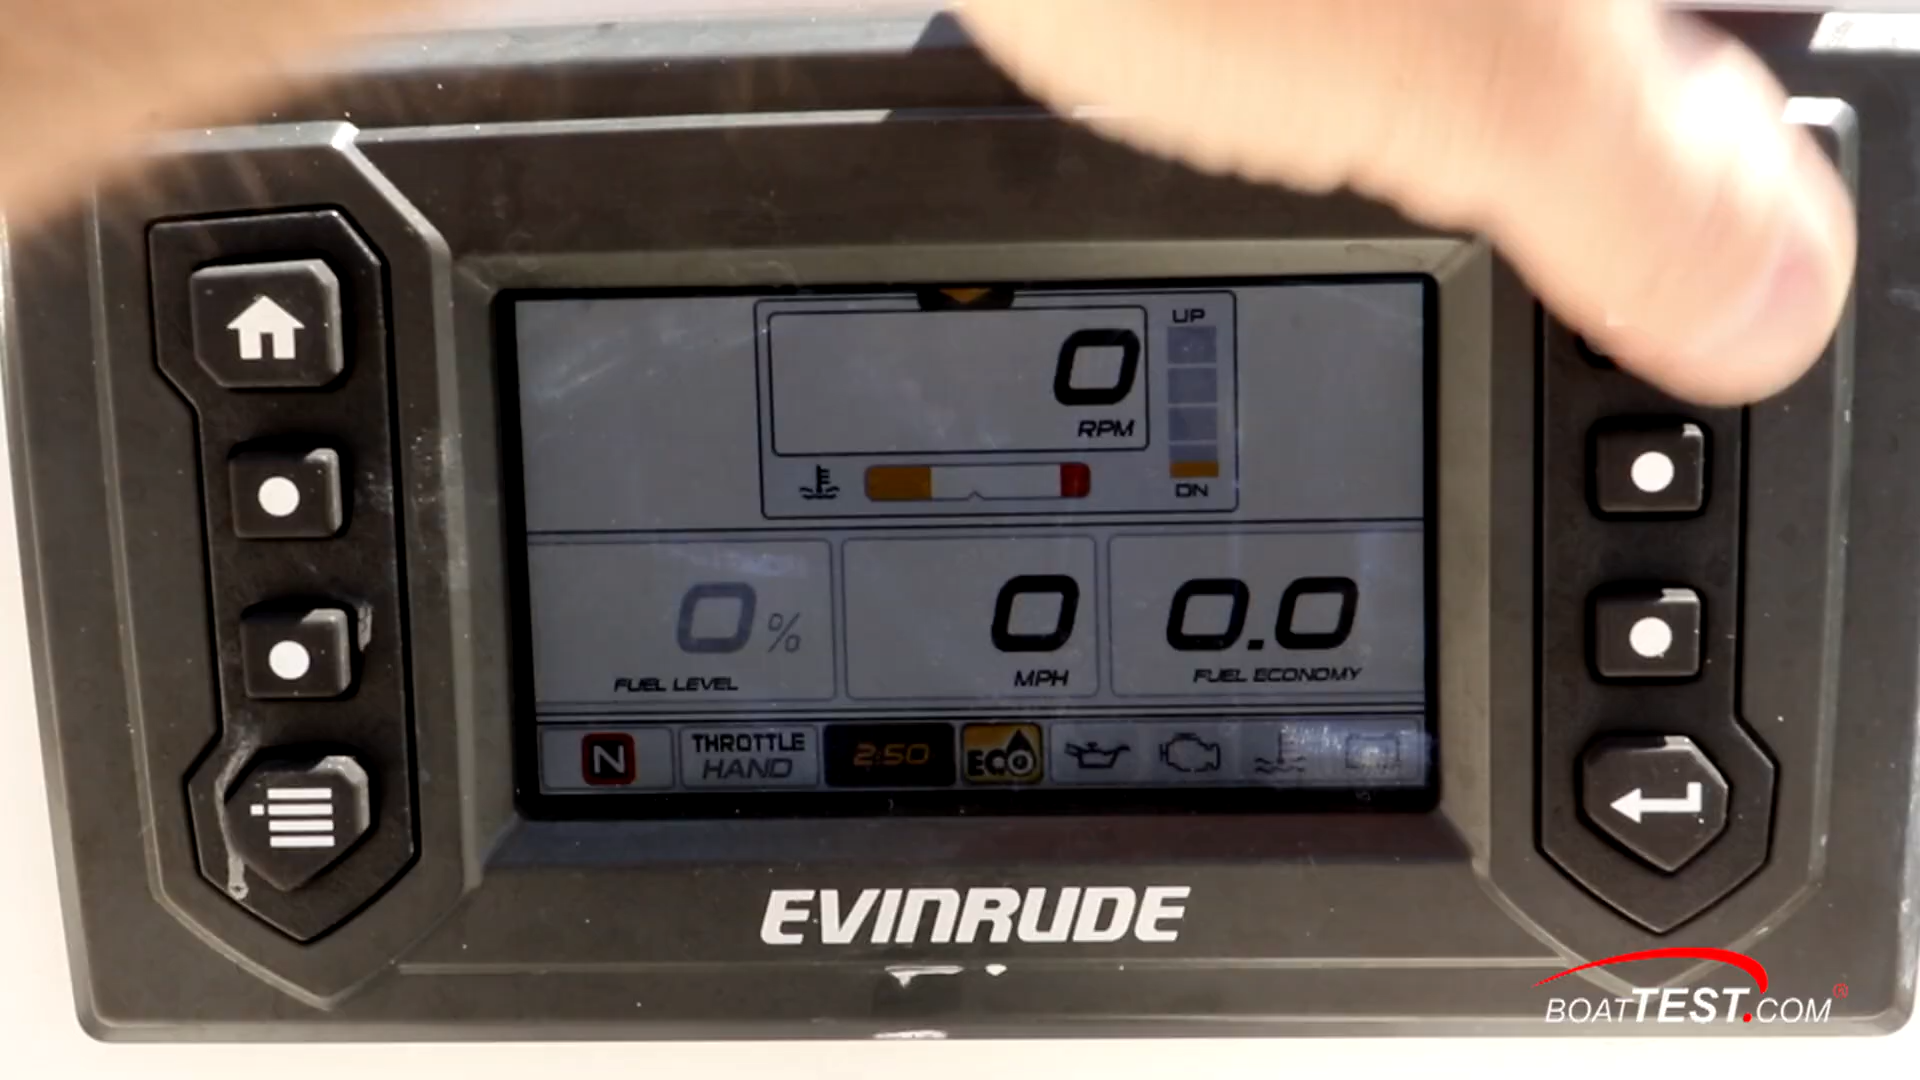 0
RPM
UP
DN
0%
FUEL LEVEL
0
MPH
0.0
FUEL ECONOMY
N
THROTTLE
HAND
2:50
ECO
EVINRUDE
BOATTEST.COM®